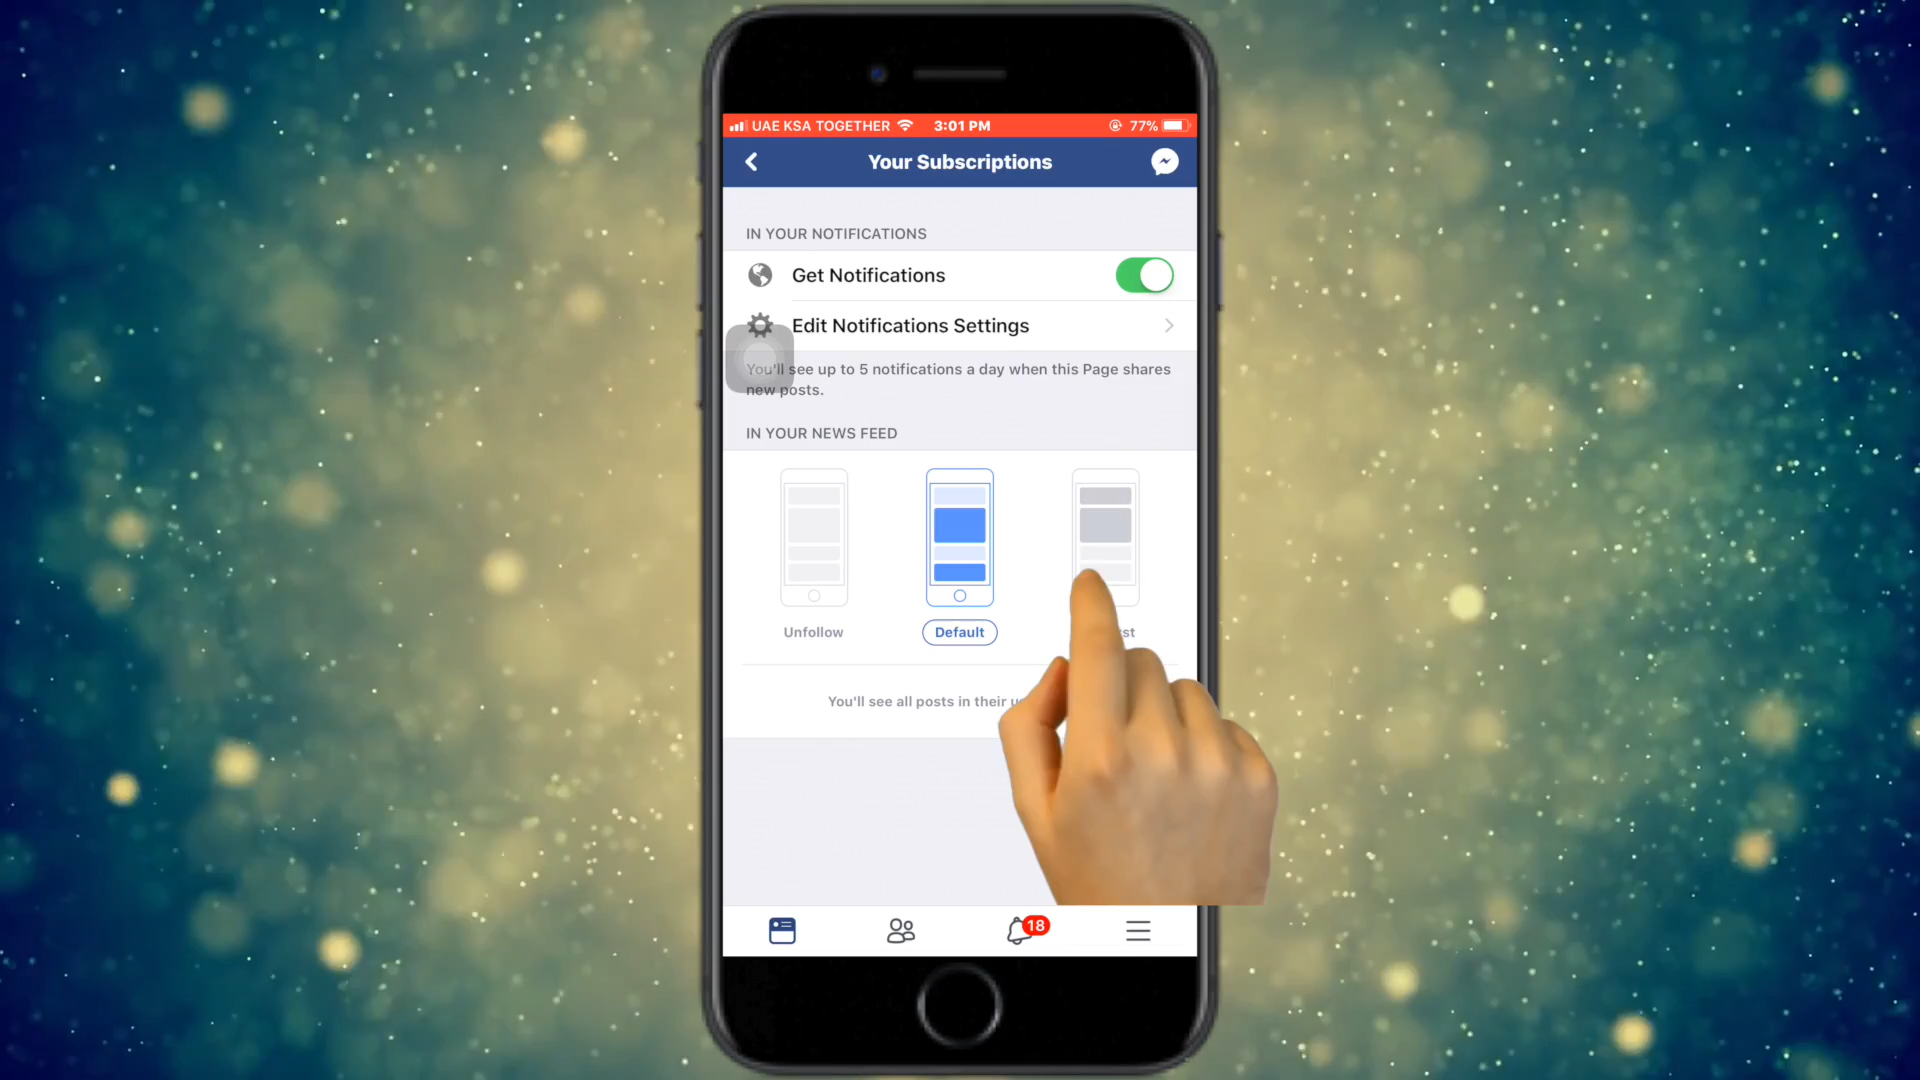 UAE KSA TOGETHER 3:01 PM 77%
Your Subscriptions
IN YOUR NOTIFICATIONS
Get Notifications
Edit Notifications Settings
You'll see up to 5 notifications a day when this Page shares
new posts.
IN YOUR NEWS FEED
Unfollow Default
You'll see all posts in their
18